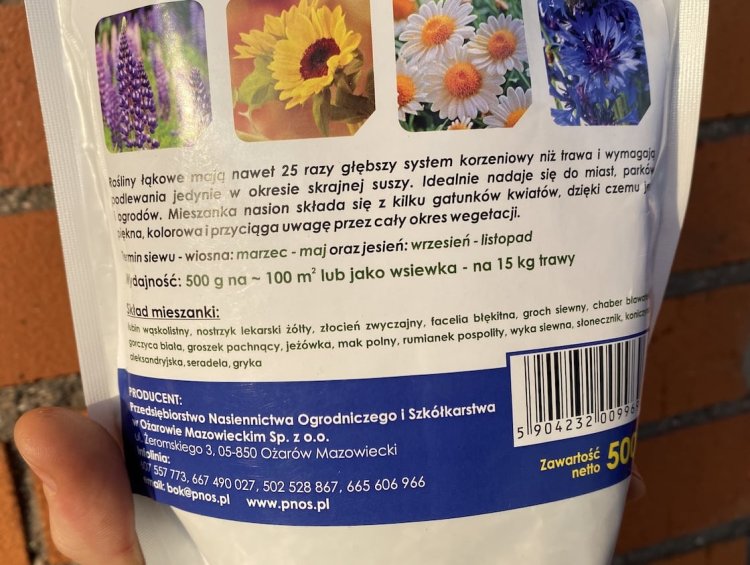 Rośliny łąkowe mają nawet 25 razy głębszy system korzeniowy niż trawa i wymagają
podlewania jedynie w okresie skrajnej suszy. Idealnie nadaje się do miast, parków
i ogrodów. Mieszanka nasion składa się z kilku gatunków kwiatów, dzięki czemu
piękna, kolorowa i przyciąga uwagę przez cały okres wegetacji.
Termin siewu - wiosna: marzec - maj oraz jesień: wrzesień - listopad
Wydajność: 500 g na ~ 100 m² lub jako wsiewka - na 15 kg trawy
Skład mieszanki:
łubin wąskolistny, nostrzyk lekarski żółty, złocień zwyczajny, facelia błękitna, groch siewny, chaber
gorczyca biała, groszek pachnący, jeżówka, mak polny, rumianek pospolity, wyka siewna, słonecznik,
aleksandryjska, seradela, gryka
PRODUCENT:
Przedsiębiorstwo Nasiennictwa Ogrodniczego i Szkółkarstwa
w Ożarowie Mazowieckim Sp. z o.o.
ul. Żeromskiego 3, 05-850 Ożarów Mazowiecki
Infolinia:
607 557 773, 667 490 027, 502 528 867, 665 606 966
email: bok@pnos.pl www.pnos.pl
5 904232 00996
Zawartość
netto 500